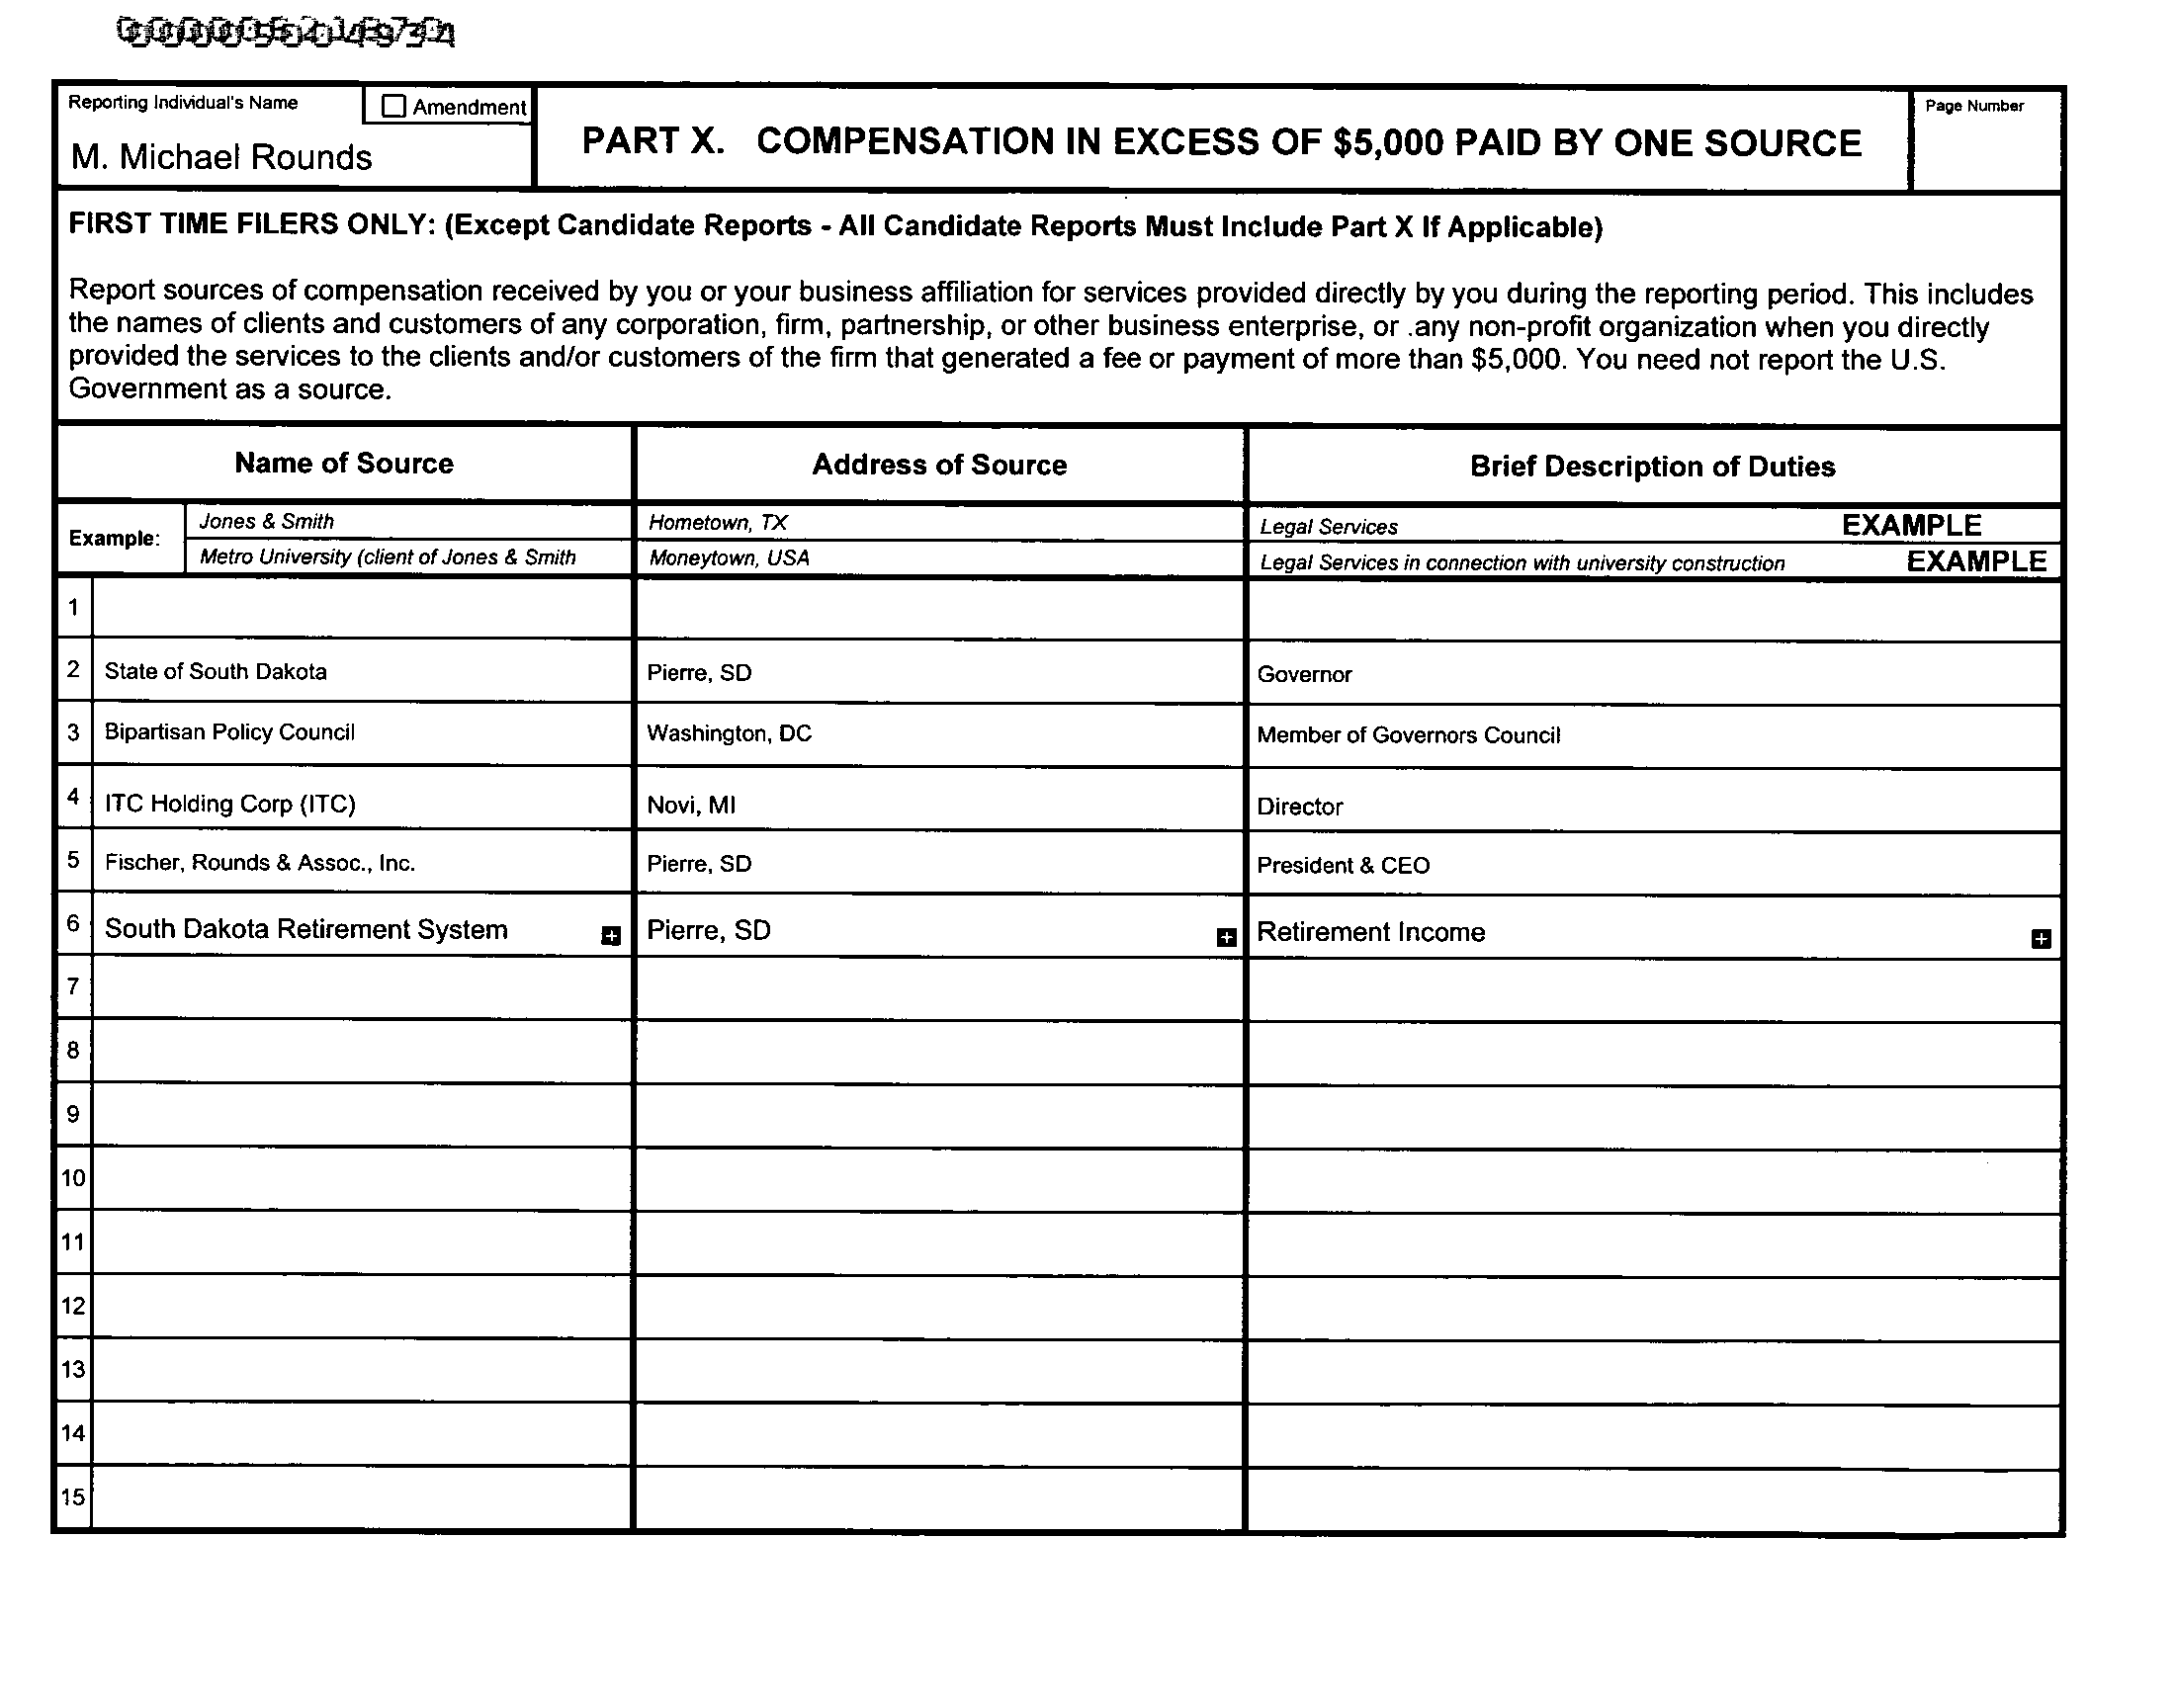 Reporting Individual's Name
Amendment
M. Michael Rounds
PART X. COMPENSATION IN EXCESS OF $5,000 PAID BY ONE SOURCE
Page Number
FIRST TIME FILERS ONLY: (Except Candidate Reports - All Candidate Reports Must Include Part X If Applicable)
Report sources of compensation received by you or your business affiliation for services provided directly by you during the reporting period. This includes
the names of clients and customers of any corporation, firm, partnership, or other business enterprise, or .any non-profit organization when you directly
provided the services to the clients and/or customers of the firm that generated a fee or payment of more than $5,000. You need not report the U.S.
Government as a source.
Name of Source Address of Source Brief Description of Duties
Example:
Jones & Smith Hometown, TX Legal Services EXAMPLE
Metro University (client of Jones & Smith Moneytown, USA Legal Services in connection with university construction EXAMPLE
1
2 State of South Dakota Pierre, SD Governor
3 Bipartisan Policy Council Washington, DC Member of Governors Council
4 ITC Holding Corp (ITC) Novi, MI Director
5 Fischer, Rounds & Assoc., Inc. Pierre, SD President & CEO
6 South Dakota Retirement System + Pierre, SD + Retirement Income +
7
8
9
10
11
12
13
14
15